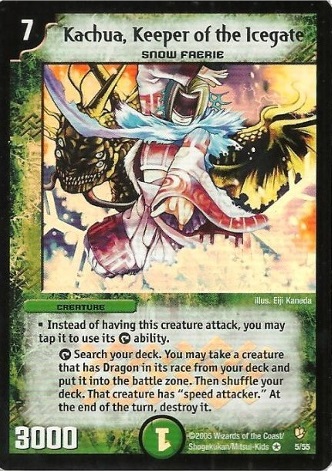 7
Kachua, Keeper of the Icegate
SNOW FAERIE
illus. Eiji Kaneda
CREATURE
▪ Instead of having this creature attack, you may
tap it to use its ability.
▪ Search your deck. You may take a creature
that has Dragon in its race from your deck and
put it into the battle zone. Then shuffle your
deck. That creature has "speed attacker." At
the end of the turn, destroy it.
3000
1
©2005 Wizards of the Coast/
Shogakukan/Mitsui-Kids
5/55